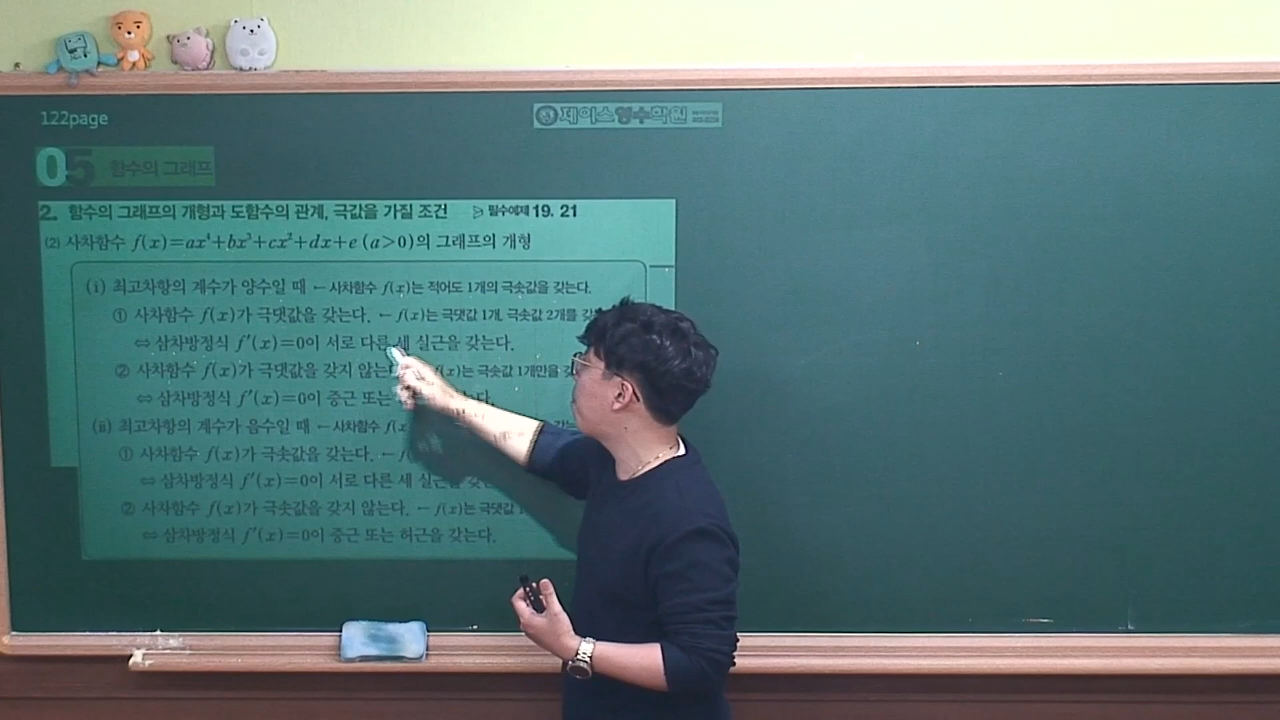 122page
제이스영수학원
05 함수의 그래프
2. 함수의 그래프의 개형과 도함수의 관계, 극값을 가질 조건 ▷ 필수예제 19, 21
(2) 사차함수 f(x)=ax⁴+bx³+cx²+dx+e (a>0)의 그래프의 개형
(ⅰ) 최고차항의 계수가 양수일 때 ← 사차함수 f(x)는 적어도 1개의 극솟값을 갖는다.
① 사차함수 f(x)가 극댓값을 갖는다. ← f(x)는 극댓값 1개, 극솟값 2개를
⇔ 삼차방정식 f′(x)=0이 서로 다른 세 실근을 갖는다.
② 사차함수 f(x)가 극댓값을 갖지 않는 (x)는 극솟값 1개만을
⇔ 삼차방정식 f′(x)=0이 중근 또는
(ⅱ) 최고차항의 계수가 음수일 때 ← 사차함수
① 사차함수 f(x)가 극솟값을 갖는다. ←
⇔ 삼차방정식 f′(x)=0이 서로 다른 세 실근
② 사차함수 f(x)가 극솟값을 갖지 않는다. ← f(x)는 극댓값
⇔ 삼차방정식 f′(x)=0이 중근 또는 허근을 갖는다.